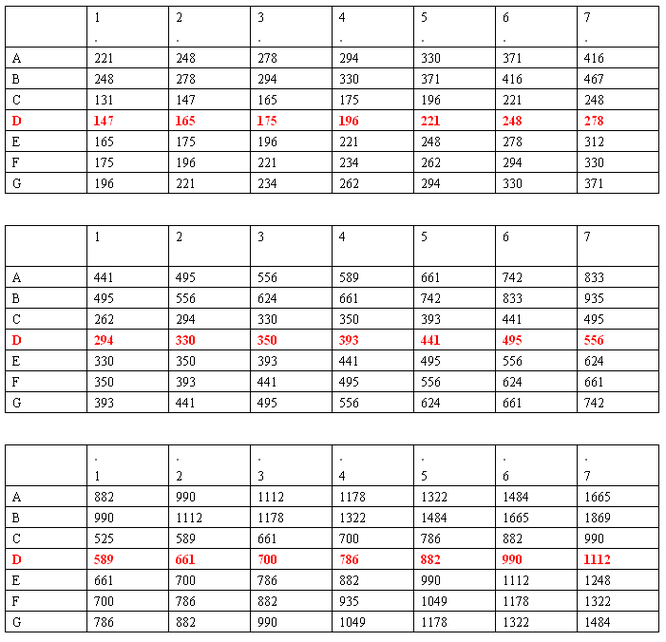 1 2 3 4 5 6 7
. . . . . . .
A 221 248 278 294 330 371 416
B 248 278 294 330 371 416 467
C 131 147 165 175 196 221 248
D 147 165 175 196 221 248 278
E 165 175 196 221 248 278 312
F 175 196 221 234 262 294 330
G 196 221 234 262 294 330 371
1 2 3 4 5 6 7
A 441 495 556 589 661 742 833
B 495 556 624 661 742 833 935
C 262 294 330 350 393 441 495
D 294 330 350 393 441 495 556
E 330 350 393 441 495 556 624
F 350 393 441 495 556 624 661
G 393 441 495 556 624 661 742
. . . . . . .
1 2 3 4 5 6 7
A 882 990 1112 1178 1322 1484 1665
B 990 1112 1178 1322 1484 1665 1869
C 525 589 661 700 786 882 990
D 589 661 700 786 882 990 1112
E 661 700 786 882 990 1112 1248
F 700 786 882 935 1049 1178 1322
G 786 882 990 1049 1178 1322 1484